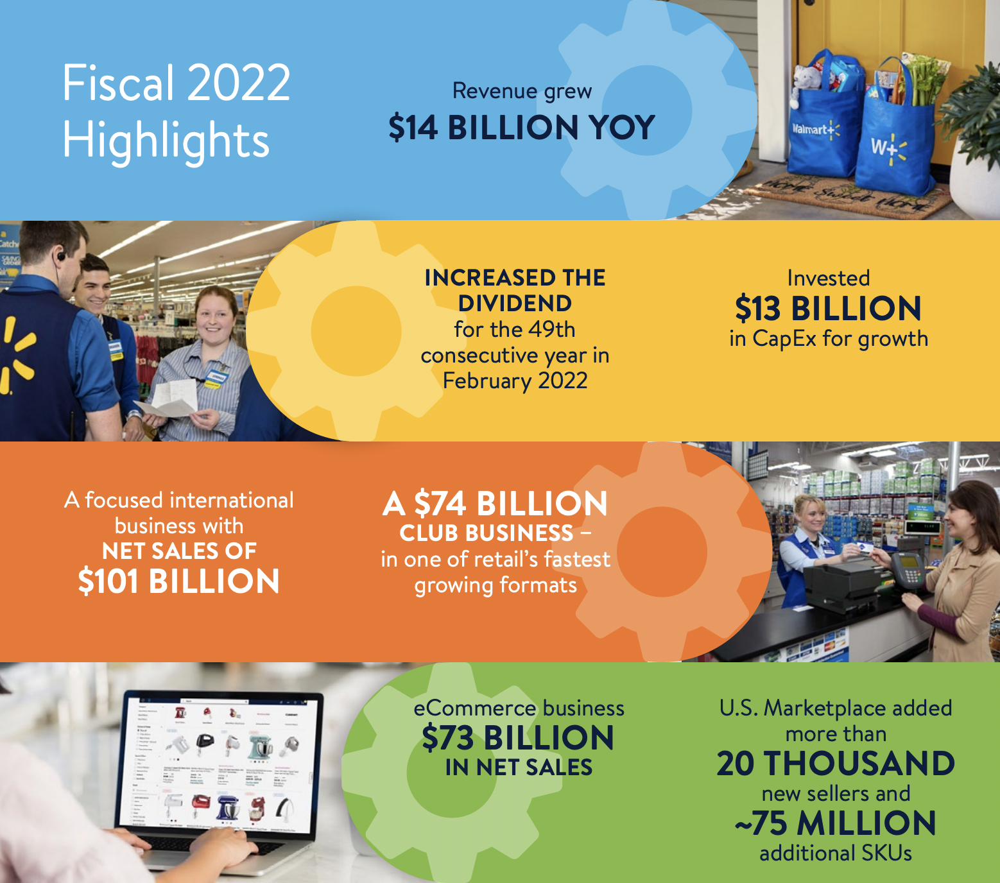 Fiscal 2022
Highlights
Revenue grew
$14 BILLION YOY
Walmart+
W+
HOME Sweet HOME
INCREASED THE
DIVIDEND
for the 49th
consecutive year in
February 2022
Invested
$13 BILLION
in CapEx for growth
A focused international
business with
NET SALES OF
$101 BILLION
A $74 BILLION
CLUB BUSINESS –
in one of retail's fastest
growing formats
eCommerce business
$73 BILLION
IN NET SALES
U.S. Marketplace added
more than
20 THOUSAND
new sellers and
~75 MILLION
additional SKUs